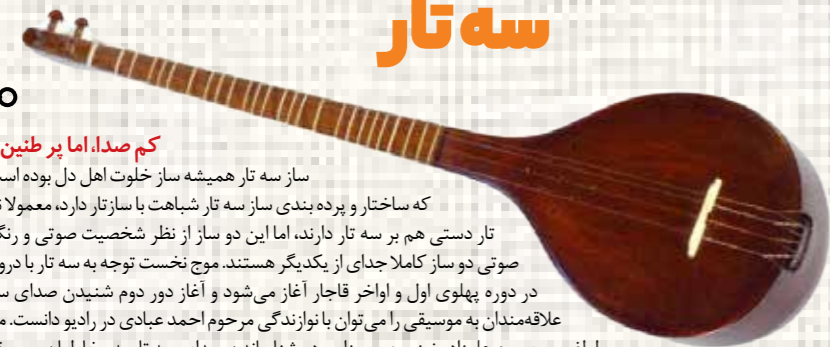 سه تار
کم صدا، اما پر طنین
ساز سه تار همیشه ساز خلوت اهل دل بوده
که ساختار و پرده بندی ساز سه تار شباهت با ساز تار دارد، معمولا
تار دستی هم بر سه تار دارند، اما این دو ساز از نظر شخصیت صوتی و
صوتی دو ساز کاملا جدای از یکدیگر هستند. موج نخست توجه به سه تار با
در دوره پهلوی اول و اواخر قاجار آغاز می‌شود و آغاز دور دوم شنیدن صدای
علاقه‌مندان به موسیقی را می‌توان با نوازندگی مرحوم احمد عبادی در رادیو دانست.